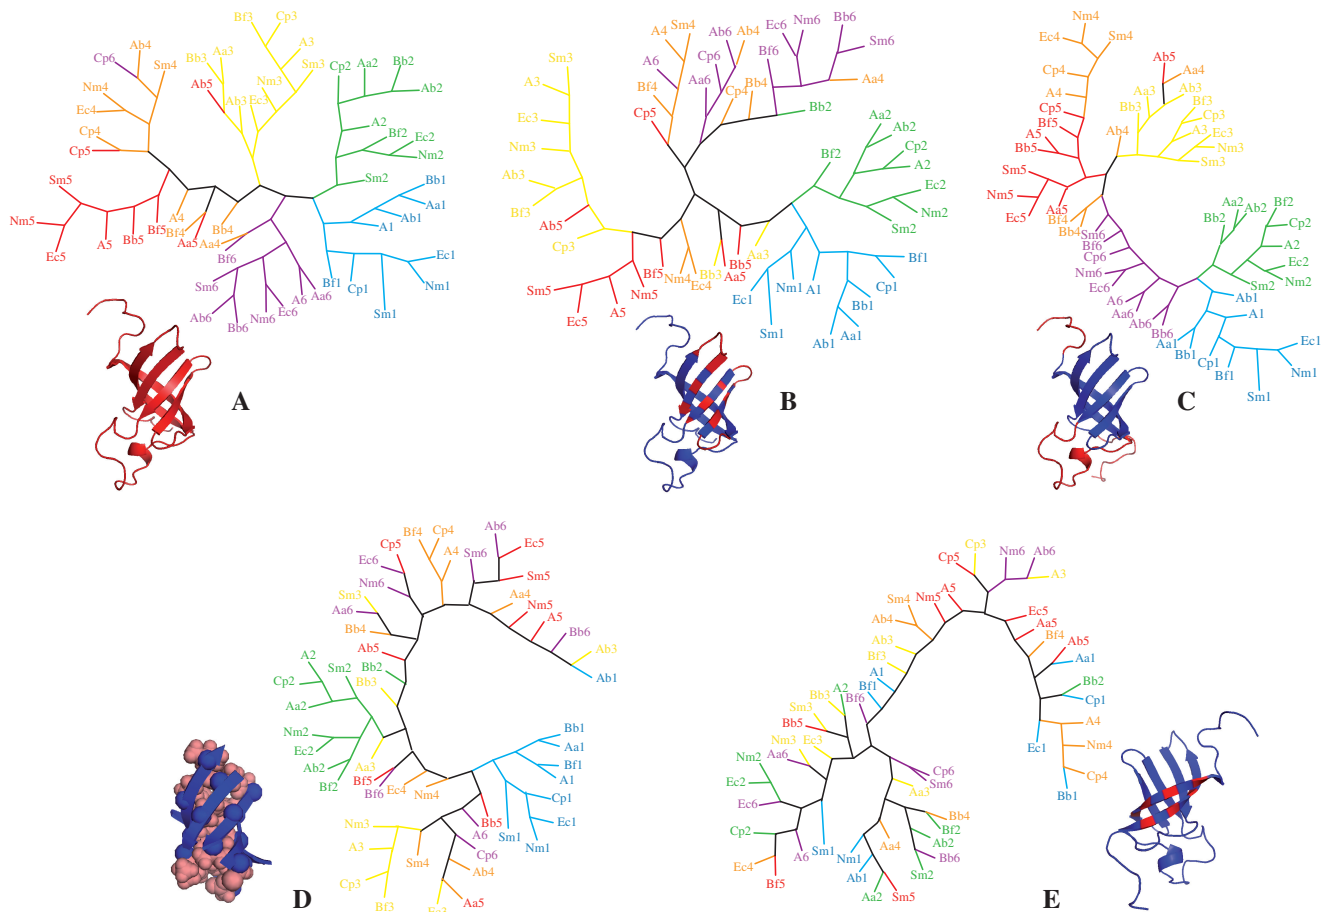 Cp6
Ab4
Sm4
Nm4
Ec4
Cp4
Cp5
Bb3
Aa3
Bf3
Cp3
A3
Sm3
Nm3
Ab5
Ab3
Ec3
Cp2
Aa2
Bb2
Ab2
A2
Bf2
Ec2
Nm2
Sm2
Bb1
Aa1
Ab1
A1
Ec1
Nm1
Sm1
Cp1
Bf1
Sm5
Nm5
Ec5
A5
Bb5
Bf5
A4
Bf4
Aa5
Bb4
Aa4
Bf6
Sm6
Ab6
Bb6
Nm6
Ec6
A6
Aa6
A
Sm3
A3
Ec3
Nm3
Ab3
Bf3
Cp3
Ab5
A4
Sm4
A6
Bf4
Cp5
Ab6
Ab4
Cp6
Aa6
Cp4
Bb4
Ec6
Nm6
Bf6
Bb6
Sm6
Aa4
Bb2
Aa2
Ab2
Cp2
Bf2
A2
Ec2
Nm2
Sm2
Bf1
Cp1
Bb1
Aa1
Ab1
A1
Nm1
Ec1
Sm1
Aa3
Bb5
Aa5
Bb3
Ec4
Nm4
Bf5
Nm5
A5
Ec5
Sm5
B
Nm4
Ec4
Sm4
Cp4
A4
Cp5
Bf5
A5
Bb5
Sm5
Nm5
Ec5
Aa5
Bf4
Bb4
Ab5
Aa4
Aa3
Ab3
Bb3
Bf3
Cp3
A3
Ec3
Nm3
Sm3
Ab4
Sm6
Bf6
Cp6
Nm6
Ec6
A6
Aa6
Ab6
Bb6
Aa2
Ab2
Bf2
Bb2
Cp2
A2
Ec2
Nm2
Sm2
Ab1
A1
Aa1
Bb1
Cp1
Bf1
Ec1
Nm1
Sm1
C
Bf4
Cp4
Cp5
A4
Ab6
Sm6
Ec5
Sm5
Ec6
Nm6
Sm3
Aa6
Bb4
Ab5
Aa4
Nm5
A5
Bb6
Ab3
Ab1
A2
Sm2
Bb2
Cp2
Bb3
Aa2
Nm2
Ec2
Ab2
Bf2
Aa3
Bf5
Bf6
Ec4
Nm4
Bb1
Aa1
Bf1
A1
Cp1
Ec1
Nm1
Sm1
Bb5
A6
Cp6
Ab4
Aa5
Nm3
A3
Cp3
Bf3
Sm4
Ec3
D
Cp3
Nm6
Ab6
Cp5
A3
A5
Nm5
Sm4
Ab4
Ab3
Bf3
A1
Bf1
Bf6
Ec5
Aa5
Bf4
Ab5
Aa1
Bb2
Cp1
Ec1
A4
Nm4
Cp4
Bb1
A2
Bb3
Sm3
Bb5
Nm3
Ec3
Nm2
Aa6
Ec2
Ec6
Cp2
Ec4
Bf5
A6
Sm1
Cp6
Sm6
Aa3
Bb4
Bf2
Ab2
Bb6
Sm2
Aa4
Nm1
Ab1
Aa2
Sm5
E